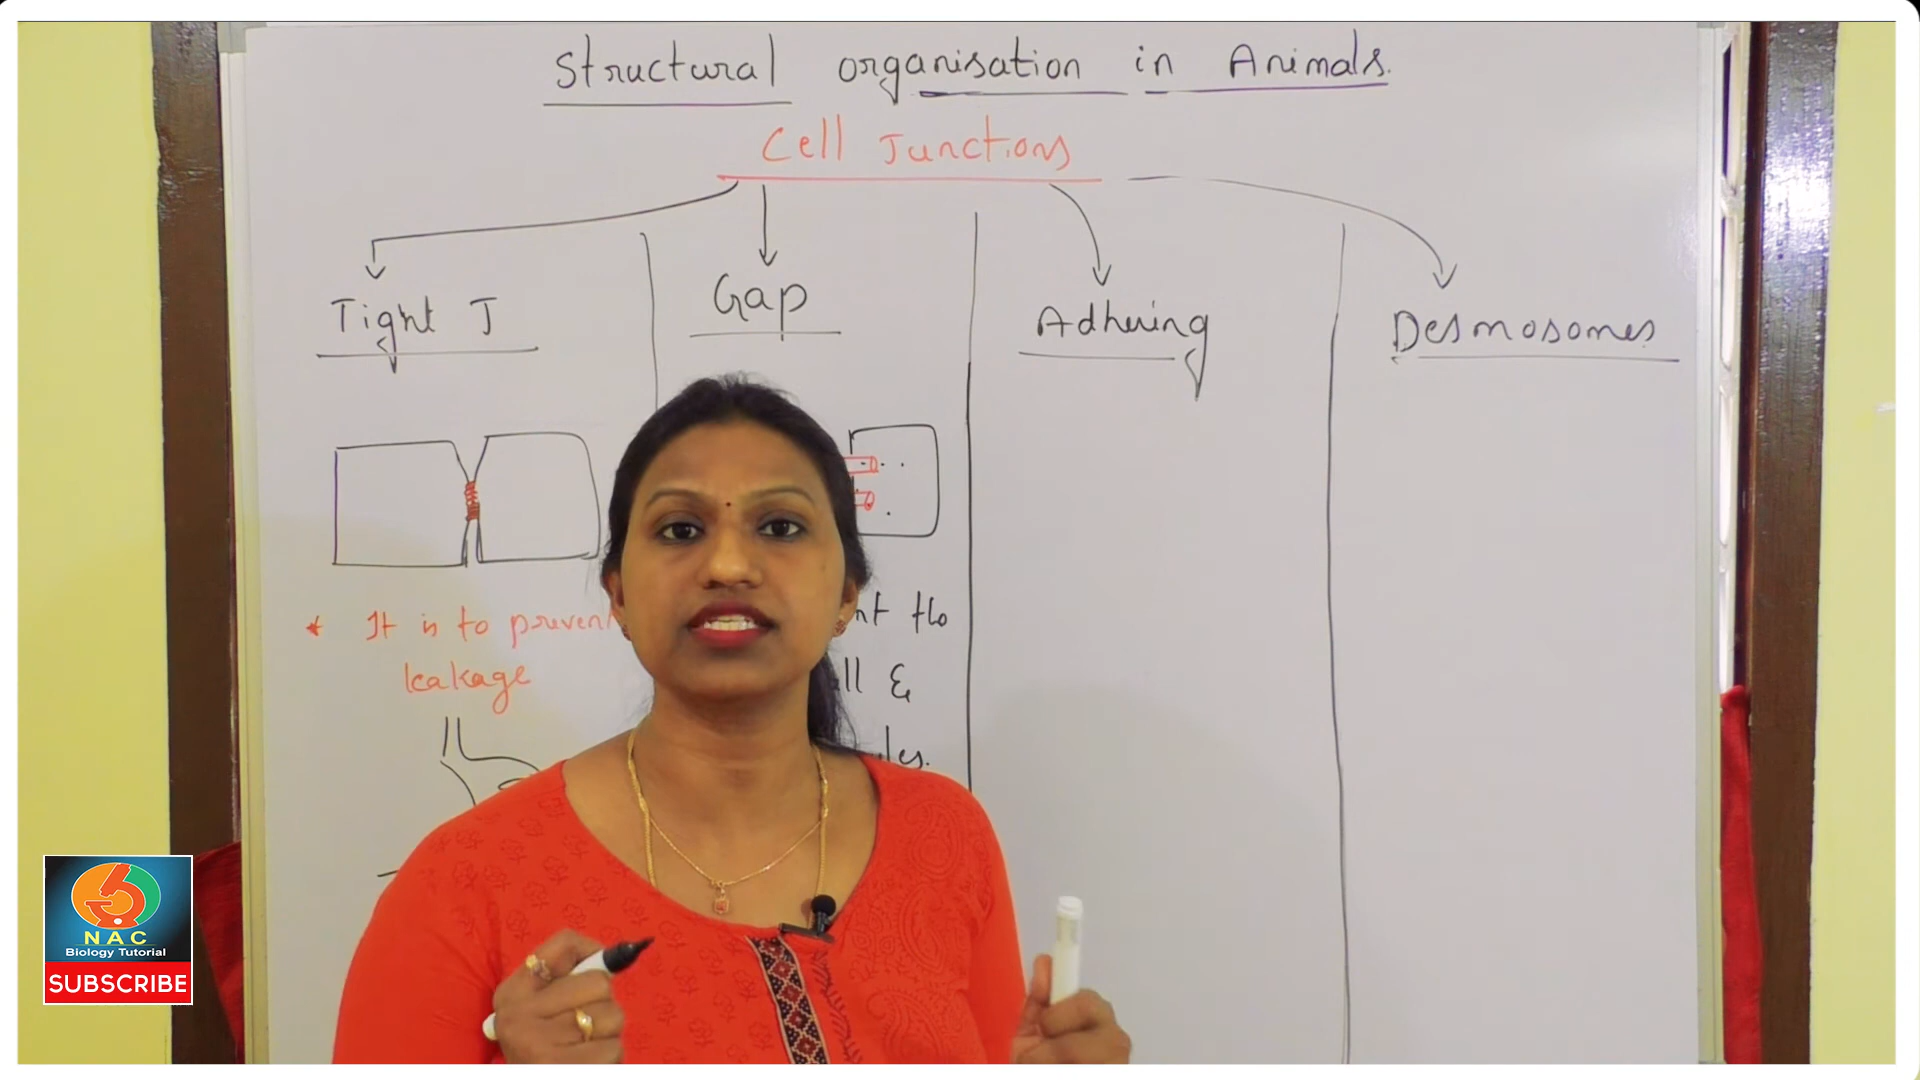 Structural organisation in Animals.
Cell Junctions
Tight J
Gap
Adhering
Desmosomes
* It is to prevent
leakage
&
NAC
Biology Tutorial
SUBSCRIBE